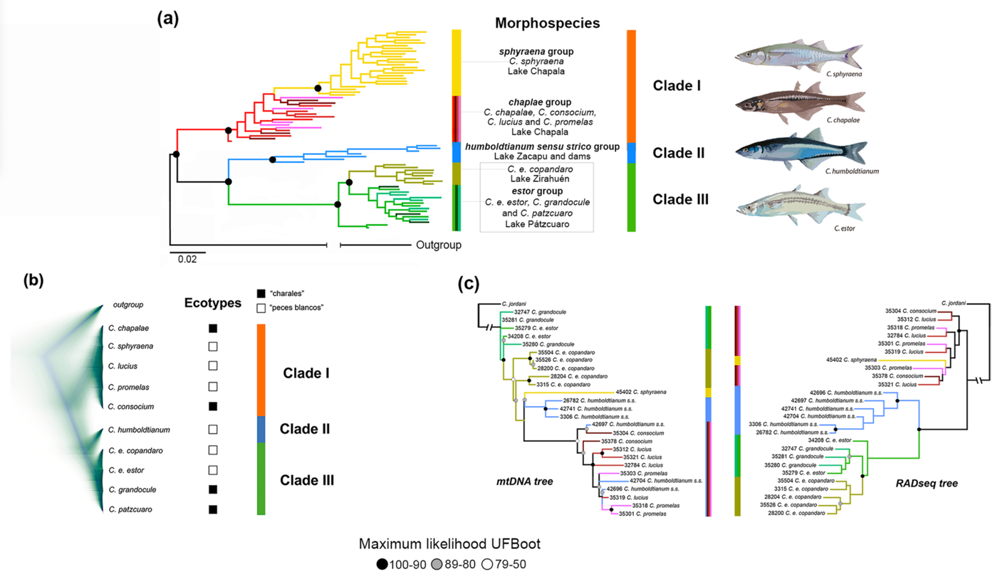 (a)
Morphospecies
sphyraena group
C. sphyraena
Lake Chapala
chaplae group
C. chapalae, C. consocium,
C. lucius and C. promelas
Lake Chapala
humboldtianum sensu strico group
Lake Zacapu and dams
C. e. copandaro
Lake Zirahuén
estor group
C. e. estor, C. grandocule
and C. patzcuaro
Lake Pátzcuaro
Outgroup
0.02
Clade I
Clade II
Clade III
C. sphyraena
C. chapalae
C. humboldtianum
C. estor
(b)
Ecotypes
"charales"
"peces blancos"
outgroup
C. chapalae
C. sphyraena
C. lucius
C. promelas
C. consocium
C. humboldtianum
C. e. copandaro
C. e. estor
C. grandocule
C. patzcuaro
Clade I
Clade II
Clade III
(c)
C. jordani
32747 C. grandocule
35281 C. grandocule
35279 C. e. estor
34208 C. e. estor
35280 C. grandocule
35504 C. e. copandaro
35526 C. e. copandaro
28200 C. e. copandaro
28204 C. e. copandaro
3315 C. e. copandaro
45402 C. sphyraena
26782 C. humboldtianum s.s.
42741 C. humboldtianum s.s.
3306 C. humboldtianum s.s.
42697 C. humboldtianum s.s.
35304 C. consocium
35378 C. consocium
35312 C. lucius
35321 C. lucius
32784 C. lucius
35303 C. promelas
42704 C. humboldtianum s.s.
42696 C. humboldtianum s.s.
35319 C. lucius
35318 C. promelas
35301 C. promelas
mtDNA tree
C. jordani
35304 C. consocium
35312 C. lucius
35318 C. promelas
32784 C. lucius
35301 C. promelas
35319 C. lucius
45402 C. sphyraena
35303 C. promelas
35378 C. consocium
35321 C. lucius
42696 C. humboldtianum s.s.
42697 C. humboldtianum s.s.
42741 C. humboldtianum s.s.
42704 C. humboldtianum s.s.
3306 C. humboldtianum s.s.
26782 C. humboldtianum s.s.
34208 C. e. estor
32747 C. grandocule
35281 C. grandocule
35280 C. grandocule
35279 C. e. estor
35504 C. e. copandaro
3315 C. e. copandaro
28204 C. e. copandaro
35526 C. e. copandaro
28200 C. e. copandaro
RADseq tree
Maximum likelihood UFBoot
100-90 89-80 79-50